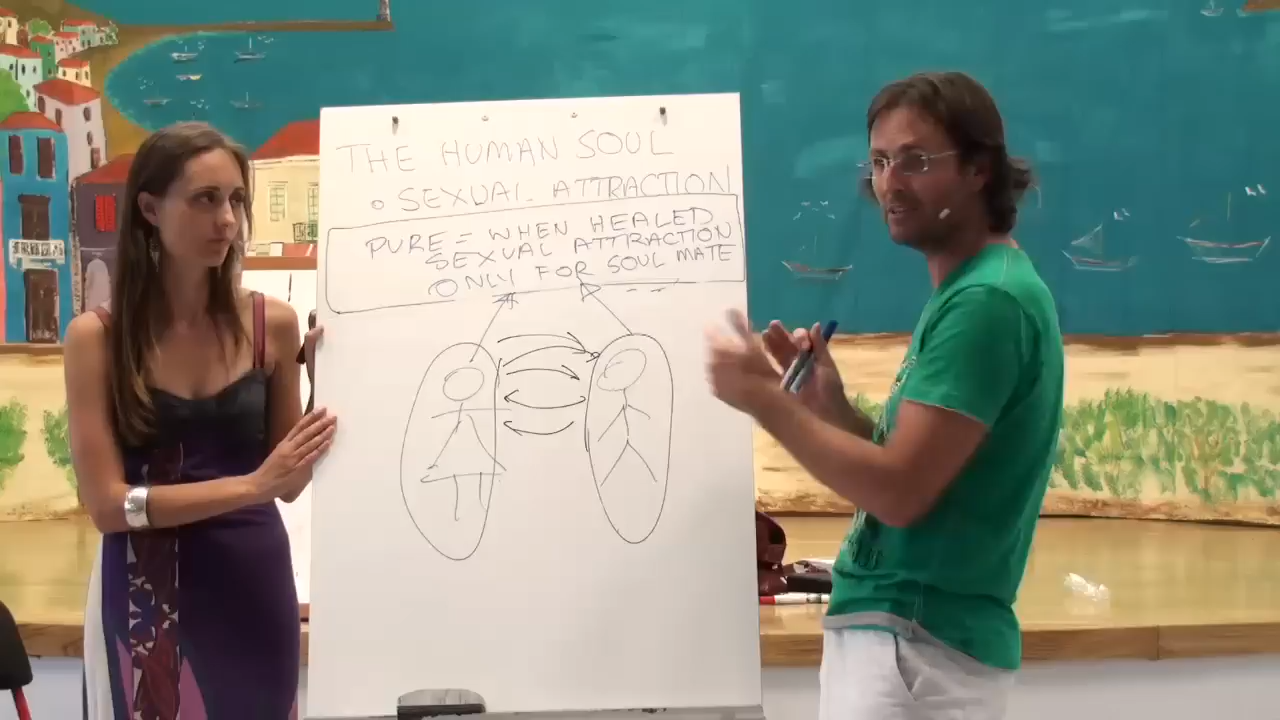 THE HUMAN SOUL
o SEXUAL ATTRACTION
PURE = WHEN HEALED
SEXUAL ATTRACTION
ONLY FOR SOUL MATE